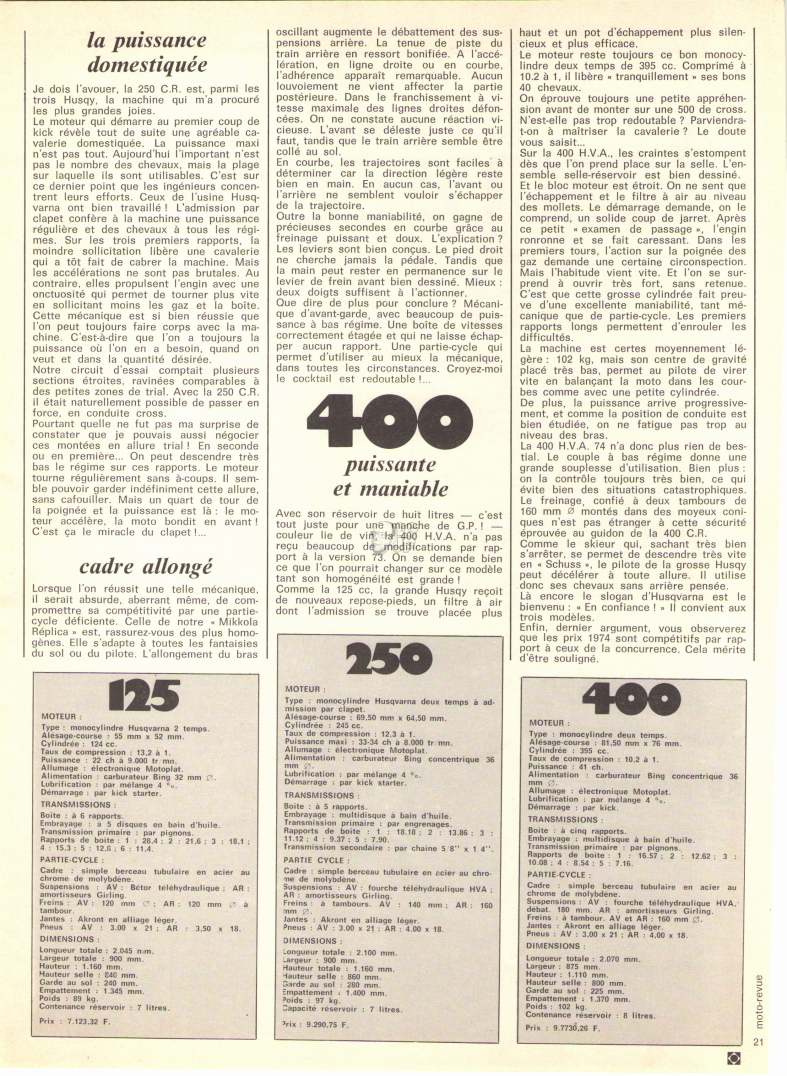 la puissance
domestiquée
Je dois l'avouer, la 250 C.R. est, parmi les
trois Husqy, la machine qui m'a procuré
les plus grandes joies.
Le moteur qui démarre au premier coup de
kick révèle tout de suite une agréable ca-
valerie domestiquée. La puissance maxi
n'est pas tout. Aujourd'hui l'important n'est
pas le nombre des chevaux, mais la plage
sur laquelle ils sont utilisables. C'est sur
ce dernier point que les ingénieurs concen-
trent leurs efforts. Ceux de l'usine Husq-
varna ont bien travaillé ! L'admission par
clapet confère à la machine une puissance
régulière et des chevaux à tous les régi-
mes. Sur les trois premiers rapports, la
moindre sollicitation libère une cavalerie
qui a tôt fait de cabrer la machine. Mais
les accélérations ne sont pas brutales. Au
contraire, elles propulsent l'engin avec une
onctuosité qui permet de tourner plus vite
en sollicitant moins les gaz et la boîte.
Cette mécanique est si bien réussie que
l'on peut toujours faire corps avec la ma-
chine. C'est-à-dire que l'on a toujours la
puissance où l'on en a besoin, quand on
veut et dans la quantité désirée.
Notre circuit d'essai comptait plusieurs
sections étroites, ravinées comparables à
des petites zones de trial. Avec la 250 C.R.
il était naturellement possible de passer en
force, en conduite cross.
Pourtant quelle ne fut pas ma surprise de
constater que je pouvais aussi négocier
ces montées en allure trial ! En seconde
ou en première... On peut descendre très
bas le régime sur ces rapports. Le moteur
tourne régulièrement sans à-coups. Il sem-
ble pouvoir garder indéfiniment cette allure,
sans cafouiller. Mais un quart de tour de
la poignée et la puissance est là : le mo-
teur accélère, la moto bondit en avant !
C'est ça le miracle du clapet !...
cadre allongé
Lorsque l'on réussit une telle mécanique,
il serait absurde, aberrant même, de com-
promettre sa compétitivité par une partie-
cycle déficiente. Celle de notre « Mikkola
Réplica » est, rassurez-vous des plus homo-
gènes. Elle s'adapte à toutes les fantaisies
du sol ou du pilote. L'allongement du bras
oscillant augmente le débattement des sus-
pensions arrière. La tenue de piste du
train arrière en ressort bonifiée. A l'accé-
lération, en ligne droite ou en courbe,
l'adhérence apparaît remarquable. Aucun
louvoiement ne vient affecter la partie
postérieure. Dans le franchissement à vi-
tesse maximale des lignes droites défon-
cées. On ne constate aucune réaction vi-
cieuse. L'avant se déleste juste ce qu'il
faut, tandis que le train arrière semble être
collé au sol.
En courbe, les trajectoires sont faciles à
déterminer car la direction légère reste
bien en main. En aucun cas, l'avant ou
l'arrière ne semblent vouloir s'échapper
de la trajectoire.
Outre la bonne maniabilité, on gagne de
précieuses secondes en courbe grâce au
freinage puissant et doux. L'explication ?
Les leviers sont bien conçus. Le pied droit
ne cherche jamais la pédale. Tandis que
la main peut rester en permanence sur le
levier de frein avant bien dessiné. Mieux :
deux doigts suffisent à l'actionner.
Que dire de plus pour conclure ? Mécani-
que d'avant-garde, avec beaucoup de puis-
sance à bas régime. Une boîte de vitesses
correctement étagée et qui ne laisse échap-
per aucun rapport. Une partie-cycle qui
permet d'utiliser au mieux la mécanique,
dans toutes les circonstances. Croyez-moi
le cocktail est redoutable !...
400
puissante
et maniable
Avec son réservoir de huit litres — c'est
tout juste pour une manche de G.P. ! —
couleur lie de vin, la 400 H.V.A. n'a pas
reçu beaucoup de modifications par rap-
port à la version 73. On se demande bien
ce que l'on pourrait changer sur ce modèle
tant son homogénéité est grande !
Comme la 125 cc, la grande Husqy reçoit
de nouveaux repose-pieds, un filtre à air
dont l'admission se trouve placée plus
haut et un pot d'échappement plus silen-
cieux et plus efficace.
Le moteur reste toujours ce bon monocy-
lindre deux temps de 395 cc. Comprimé à
10.2 à 1, il libère « tranquillement » ses bons
40 chevaux.
On éprouve toujours une petite appréhen-
sion avant de monter sur une 500 de cross.
N'est-elle pas trop redoutable ? Parviendra-
t-on à maîtriser la cavalerie ? Le doute
vous saisit...
Sur la 400 H.V.A., les craintes s'estompent
dès que l'on prend place sur la selle. L'en-
semble selle-réservoir est bien dessiné.
Et le bloc moteur est étroit. On ne sent que
l'échappement et le filtre à air au niveau
des mollets. Le démarrage demande, on le
comprend, un solide coup de jarret. Après
ce petit « examen de passage », l'engin
ronronne et se fait caressant. Dans les
premiers tours, l'action sur la poignée des
gaz demande une certaine circonspection.
Mais l'habitude vient vite. Et l'on se sur-
prend à ouvrir très fort, sans retenue.
C'est que cette grosse cylindrée fait preu-
ve d'une excellente maniabilité, tant mé-
canique que de partie-cycle. Les premiers
rapports longs permettent d'enrouler les
difficultés.
La machine est certes moyennement lé-
gère : 102 kg, mais son centre de gravité
placé très bas, permet au pilote de virer
vite en balançant la moto dans les cour-
bes comme avec une petite cylindrée.
De plus, la puissance arrive progressive-
ment, et comme la position de conduite est
bien étudiée, on ne fatigue pas trop au
niveau des bras.
La 400 H.V.A. 74 n'a donc plus rien de bes-
tial. Le couple à bas régime donne une
grande souplesse d'utilisation. Bien plus :
on la contrôle toujours très bien, ce qui
évite bien des situations catastrophiques.
Le freinage, confié à deux tambours de
160 mm Ø montés dans des moyeux coni-
ques n'est pas étranger à cette sécurité
éprouvée au guidon de la 400 C.R.
Comme le skieur qui, sachant très bien
s'arrêter, se permet de descendre très vite
en « Schuss », le pilote de la grosse Husqy
peut décélérer à toute allure. Il utilise
donc ses chevaux sans arrière pensée.
Là encore le slogan d'Husqvarna est le
bienvenu : « En confiance ! » Il convient aux
trois modèles.
Enfin, dernier argument, vous observerez
que les prix 1974 sont compétitifs par rap-
port à ceux de la concurrence. Cela mérite
d'être souligné.
125
MOTEUR :
Type : monocylindre Husqvarna 2 temps.
Alésage-course : 55 mm x 52 mm.
Cylindrée : 124 cc.
Taux de compression : 13,2 à 1.
Puissance : 22 ch à 9.000 tr mn.
Allumage : électronique Motoplat.
Alimentation : carburateur Bing 32 mm Ø.
Lubrification : par mélange 4 %.
Démarrage : par kick starter.
TRANSMISSIONS :
Boite : à 6 rapports.
Embrayage : à 5 disques en bain d'huile.
Transmission primaire : par pignons.
Rapports de boite : 1 : 28,4 ; 2 : 21,6 ; 3 : 18,1 ;
4 : 15,3 ; 5 : 12,8 ; 6 : 11,4.
PARTIE-CYCLE :
Cadre : simple berceau tubulaire en acier au
chrome de molybdène.
Suspensions : AV : Bétor téléhydraulique ; AR :
amortisseurs Girling.
Freins : AV : 120 mm Ø ; AR : 120 mm Ø à
tambour.
Jantes : Akront en alliage léger.
Pneus : AV : 3,00 x 21 ; AR : 3,50 x 18.
DIMENSIONS :
Longueur totale : 2.045 mm.
Largeur totale : 900 mm.
Hauteur : 1.160 mm.
Hauteur selle : 840 mm.
Garde au sol : 240 mm.
Empattement : 1.345 mm.
Poids : 89 kg.
Contenance réservoir : 7 litres.
Prix : 7.123,32 F.
250
MOTEUR :
Type : monocylindre Husqvarna deux temps à ad-
mission par clapet.
Alésage-course : 69,50 mm x 64,50 mm.
Cylindrée : 245 cc.
Taux de compression : 12,3 à 1.
Puissance maxi : 33-34 ch à 8.000 tr mn.
Allumage : électronique Motoplat.
Alimentation : carburateur Bing concentrique 36
mm Ø.
Lubrification : par mélange 4 %.
Démarrage : par kick starter.
TRANSMISSIONS :
Boite : à 5 rapports.
Embrayage : multidisque à bain d'huile.
Transmission primaire : par engrenages.
Rapports de boite : 1 : 18.18 ; 2 : 13.86 ; 3 :
11.12 ; 4 : 9.37 ; 5 : 7.90.
Transmission secondaire : par chaine 5/8" x 1 4".
PARTIE CYCLE :
Cadre : simple berceau tubulaire en acier au chro-
me de molybdène.
Suspensions : AV : fourche téléhydraulique HVA ;
AR : amortisseurs Girling.
Freins : à tambours. AV : 140 mm ; AR : 160
mm Ø.
Jantes : Akront en alliage léger.
Pneus : AV : 3.00 x 21 ; AR : 4.00 x 18.
DIMENSIONS :
Longueur totale : 2.100 mm.
Largeur : 900 mm.
Hauteur totale : 1.160 mm.
Hauteur selle : 860 mm.
Garde au sol : 280 mm.
Empattement : 1.400 mm.
Poids : 97 kg.
Capacité réservoir : 7 litres.
Prix : 9.290,75 F.
400
MOTEUR :
Type : monocylindre deux temps.
Alésage-course : 81,50 mm x 76 mm.
Cylindrée : 395 cc.
Taux de compression : 10.2 à 1.
Puissance : 41 ch.
Alimentation : carburateur Bing concentrique 36
mm Ø.
Allumage : électronique Motoplat.
Lubrification : par mélange 4 %.
Démarrage : par kick.
TRANSMISSIONS :
Boite : à cinq rapports.
Embrayage : multidisque à bain d'huile.
Transmission primaire : par pignons.
Rapports de boite : 1 : 16.57 ; 2 : 12.62 ; 3 :
10.08 ; 4 : 8.54 ; 5 : 7.16.
PARTIE-CYCLE :
Cadre : simple berceau tubulaire en acier au
chrome de molybdène.
Suspensions : AV : fourche téléhydraulique HVA,
débat. 180 mm. AR : amortisseurs Girling.
Freins : à tambour. AV et AR : 160 mm Ø.
Jantes : Akront en alliage léger.
Pneus : AV : 3,00 x 21 ; AR : 4,00 x 18.
DIMENSIONS :
Longueur totale : 2.070 mm.
Largeur : 875 mm.
Hauteur : 1.110 mm.
Hauteur selle : 800 mm.
Garde au sol : 225 mm.
Empattement : 1.370 mm.
Poids : 102 kg.
Contenance réservoir : 8 litres.
Prix : 9.7730,26 F.
moto-revue
21